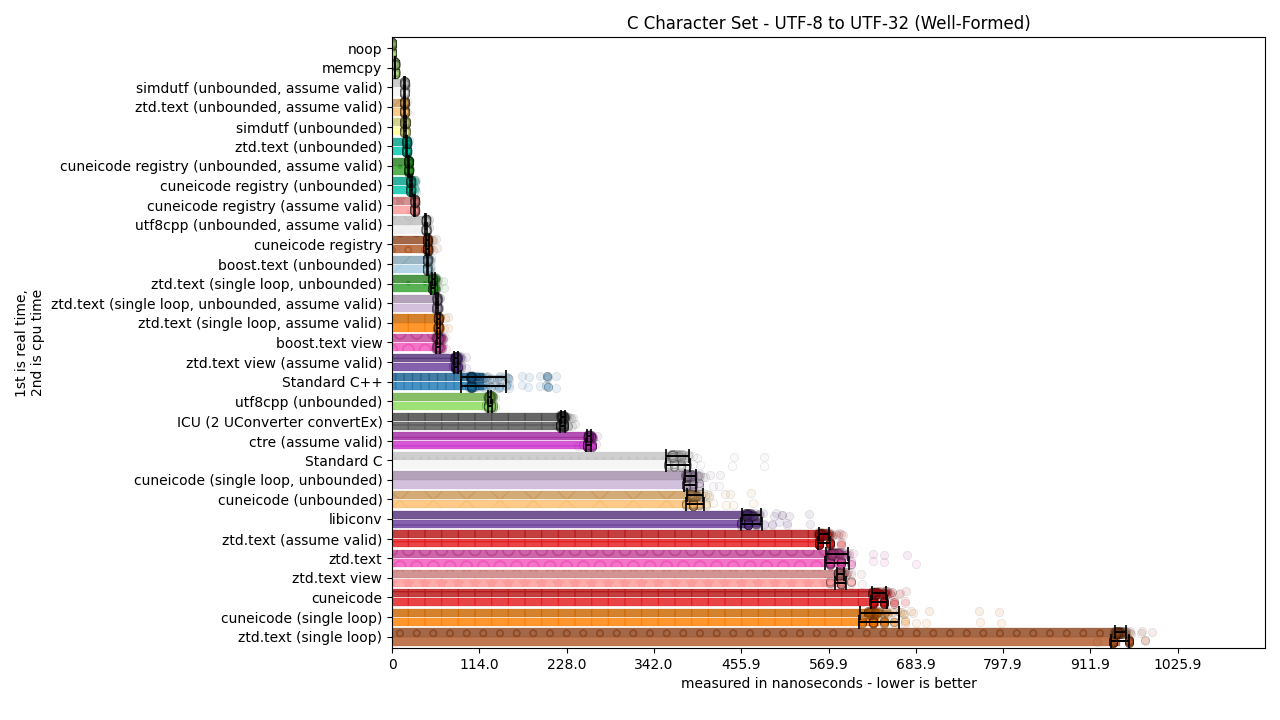 C Character Set - UTF-8 to UTF-32 (Well-Formed)
noop
memcpy
simdutf (unbounded, assume valid)
ztd.text (unbounded, assume valid)
simdutf (unbounded)
ztd.text (unbounded)
cuneicode registry (unbounded, assume valid)
cuneicode registry (unbounded)
cuneicode registry (assume valid)
utf8cpp (unbounded, assume valid)
cuneicode registry
boost.text (unbounded)
ztd.text (single loop, unbounded)
ztd.text (single loop, unbounded, assume valid)
ztd.text (single loop, assume valid)
boost.text view
ztd.text view (assume valid)
Standard C++
utf8cpp (unbounded)
ICU (2 UConverter convertEx)
ctre (assume valid)
Standard C
cuneicode (single loop, unbounded)
cuneicode (unbounded)
libiconv
ztd.text (assume valid)
ztd.text
ztd.text view
cuneicode
cuneicode (single loop)
ztd.text (single loop)
1st is real time,
2nd is cpu time
0 114.0 228.0 342.0 455.9 569.9 683.9 797.9 911.9 1025.9
measured in nanoseconds - lower is better